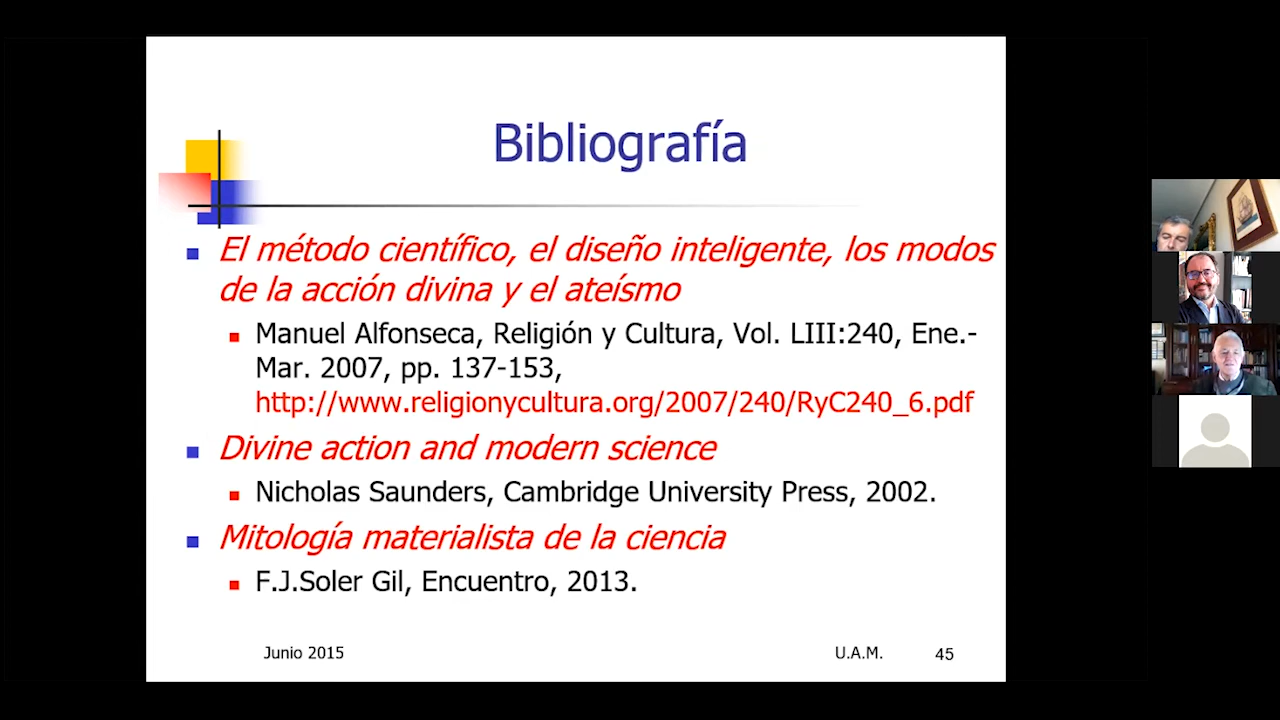 Bibliografía
El método científico, el diseño inteligente, los modos
de la acción divina y el ateísmo
Manuel Alfonseca, Religión y Cultura, Vol. LIII:240, Ene.-
Mar. 2007, pp. 137-153,
http://www.religionycultura.org/2007/240/RyC240_6.pdf
Divine action and modern science
Nicholas Saunders, Cambridge University Press, 2002.
Mitología materialista de la ciencia
F.J.Soler Gil, Encuentro, 2013.
Junio 2015
U.A.M.
45